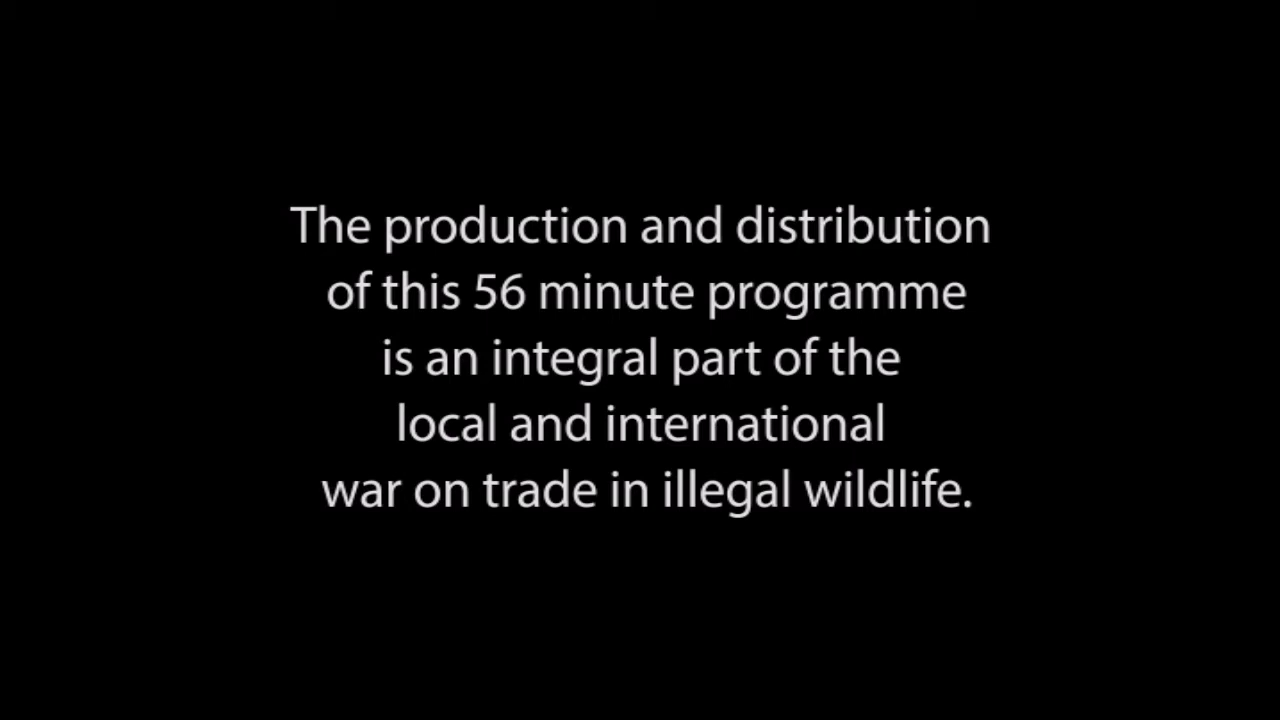 The production and distribution
of this 56 minute programme
is an integral part of the
local and international
war on trade in illegal wildlife.